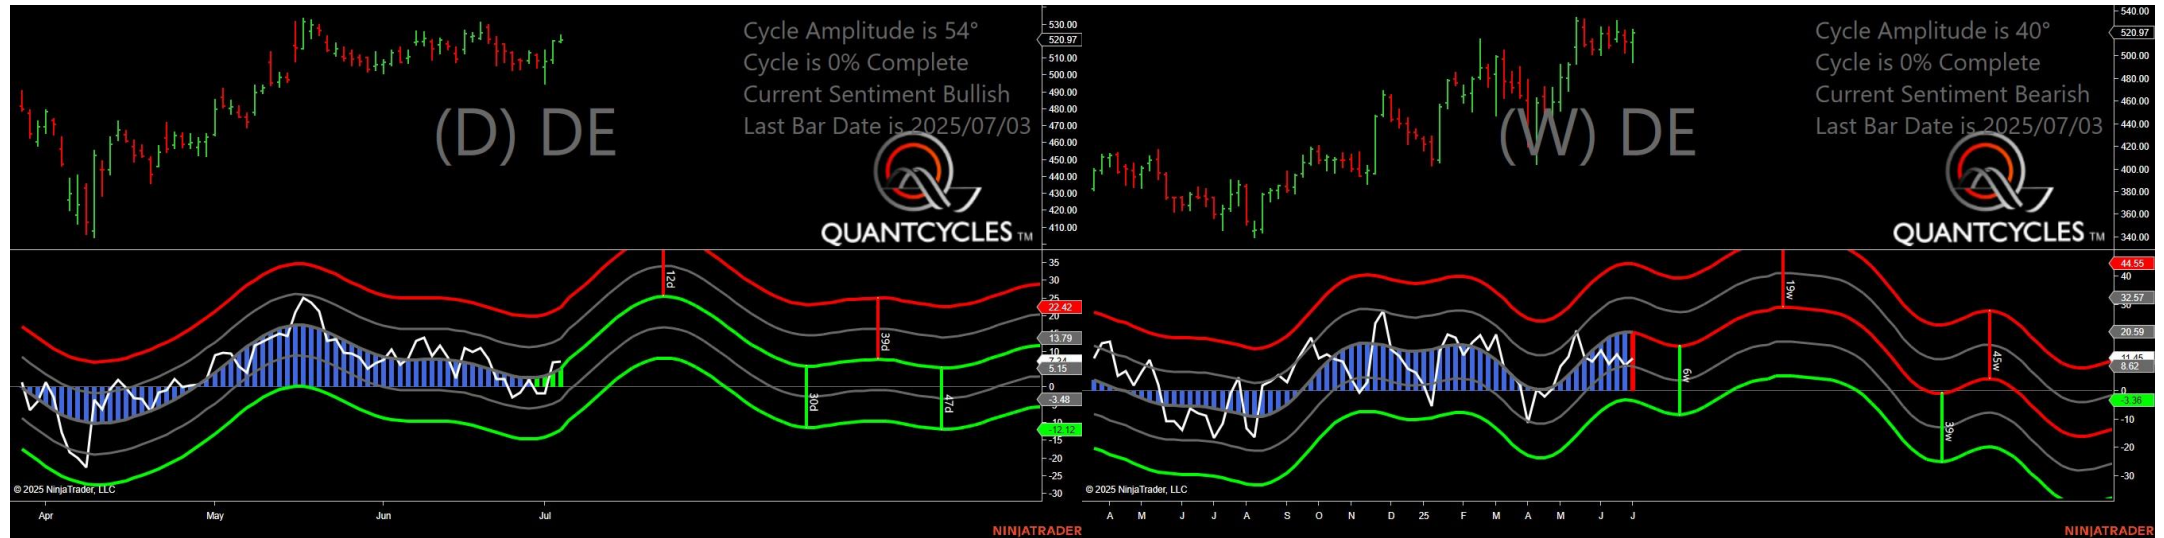 Cycle Amplitude is 54°
Cycle is 0% Complete
Current Sentiment Bullish
Last Bar Date is 2025/07/03
(D) DE
QUANTCYCLES TM
530.00
520.97
510.00
500.00
490.00
480.00
470.00
460.00
450.00
440.00
430.00
420.00
410.00
12d
39d
30d
47d
35
30
25
22.42
20
13.79
10
7.24
5.15
0
-3.48
-12.12
-15
-20
-25
-30
© 2025 NinjaTrader, LLC
Apr May Jun Jul
NINJATRADER
Cycle Amplitude is 40°
Cycle is 0% Complete
Current Sentiment Bearish
Last Bar Date is 2025/07/03
(W) DE
QUANTCYCLES TM
540.00
520.97
500.00
480.00
460.00
440.00
420.00
400.00
380.00
360.00
340.00
19w
6w
45w
39w
44.55
40
32.57
20.59
11.45
8.62
0
-3.36
-10
-20
-30
© 2025 NinjaTrader, LLC
A M J J A S O N D 25 F M A M J J
NINJATRADER